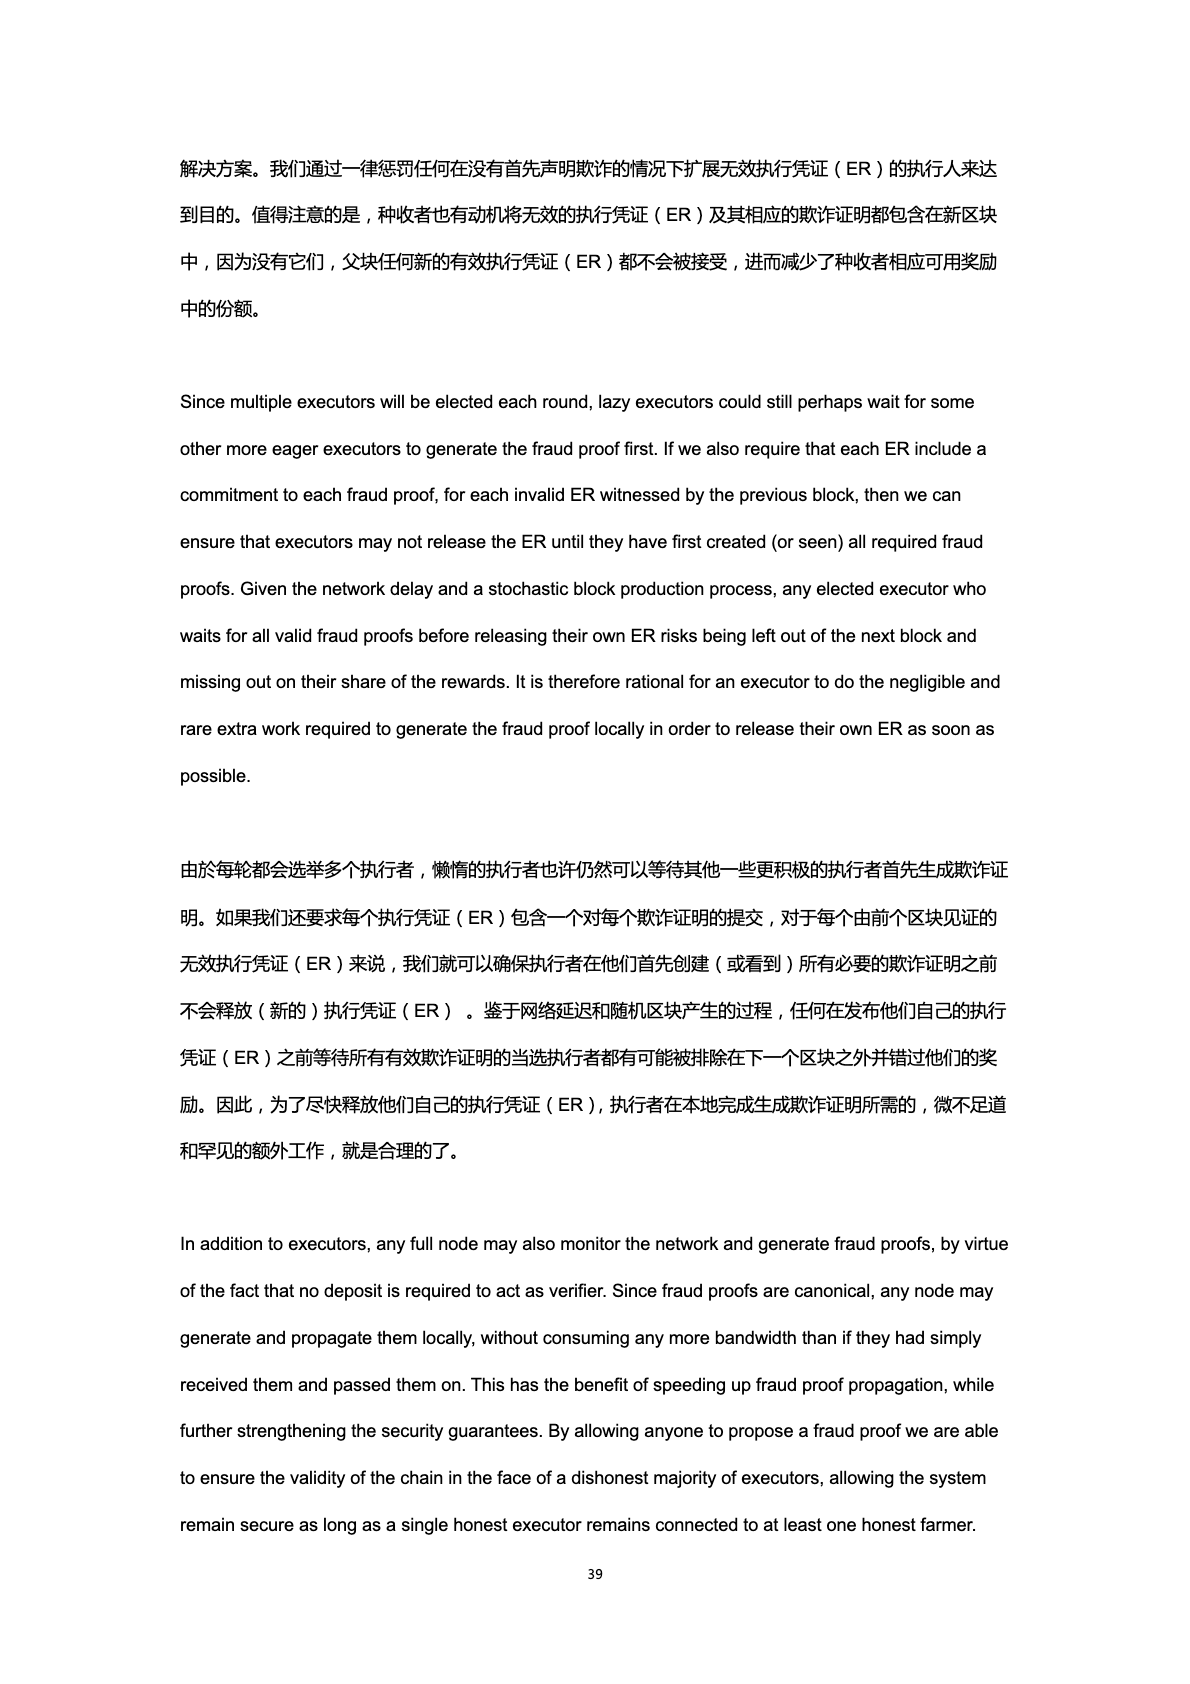 解决方案。我们通过一律惩罚任何在没有首先声明欺诈的情况下扩展无效执行凭证（ER）的执行人来达
到目的。值得注意的是，种收者也有动机将无效的执行凭证（ER）及其相应的欺诈证明都包含在新区块
中，因为没有它们，父块任何新的有效执行凭证（ER）都不会被接受，进而减少了种收者相应可用奖励
中的份额。
Since multiple executors will be elected each round, lazy executors could still perhaps wait for some
other more eager executors to generate the fraud proof first. If we also require that each ER include a
commitment to each fraud proof, for each invalid ER witnessed by the previous block, then we can
ensure that executors may not release the ER until they have first created (or seen) all required fraud
proofs. Given the network delay and a stochastic block production process, any elected executor who
waits for all valid fraud proofs before releasing their own ER risks being left out of the next block and
missing out on their share of the rewards. It is therefore rational for an executor to do the negligible and
rare extra work required to generate the fraud proof locally in order to release their own ER as soon as
possible.
由於每轮都会选举多个执行者，懒惰的执行者也许仍然可以等待其他一些更积极的执行者首先生成欺诈证
明。如果我们还要求每个执行凭证（ER）包含一个对每个欺诈证明的提交，对于每个由前个区块见证的
无效执行凭证（ER）来说，我们就可以确保执行者在他们首先创建（或看到）所有必要的欺诈证明之前
不会释放（新的）执行凭证（ER） 。鉴于网络延迟和随机区块产生的过程，任何在发布他们自己的执行
凭证（ER）之前等待所有有效欺诈证明的当选执行者都有可能被排除在下一个区块之外并错过他们的奖
励。因此，为了尽快释放他们自己的执行凭证（ER），执行者在本地完成生成欺诈证明所需的，微不足道
和罕见的额外工作，就是合理的了。
In addition to executors, any full node may also monitor the network and generate fraud proofs, by virtue
of the fact that no deposit is required to act as verifier. Since fraud proofs are canonical, any node may
generate and propagate them locally, without consuming any more bandwidth than if they had simply
received them and passed them on. This has the benefit of speeding up fraud proof propagation, while
further strengthening the security guarantees. By allowing anyone to propose a fraud proof we are able
to ensure the validity of the chain in the face of a dishonest majority of executors, allowing the system
remain secure as long as a single honest executor remains connected to at least one honest farmer.
39